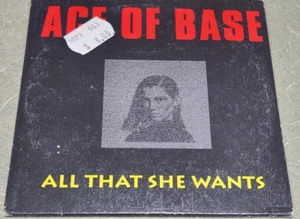 ACE OF BASE
ALL THAT SHE WANTS